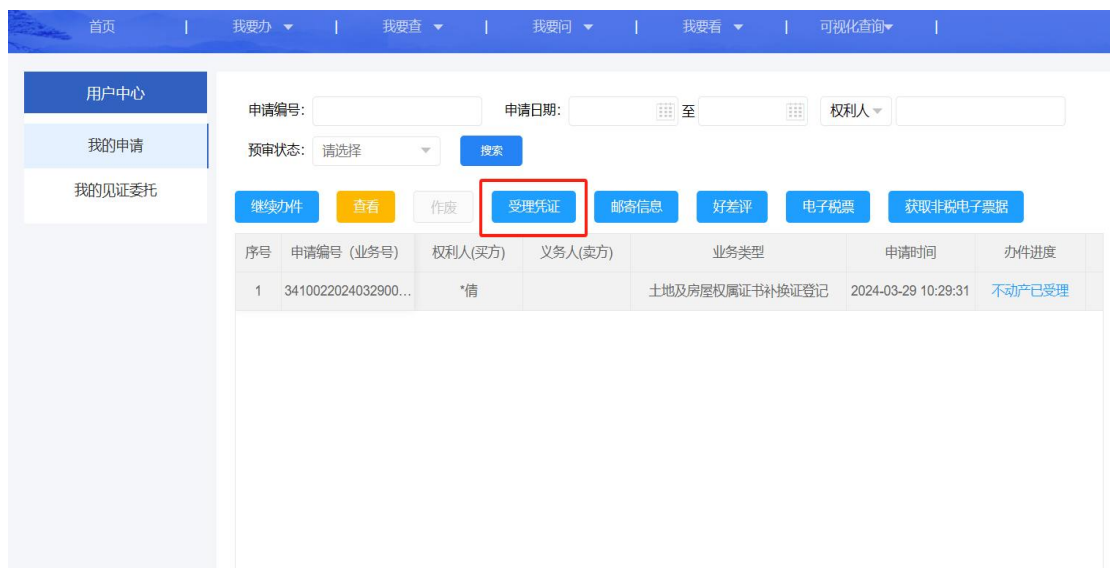 首页 | 我要办 | 我要查 | 我要问 | 我要看 | 可视化查询 |
用户中心
我的申请
我的见证委托
申请编号: 申请日期: 至 权利人
预审状态: 请选择 搜索
继续办件 查看 作废 受理凭证 邮寄信息 好差评 电子税票 获取非税电子票据
序号 申请编号（业务号） 权利人(买方) 义务人(卖方) 业务类型 申请时间 办件进度
1 3410022024032900... *倩 土地及房屋权属证书补换证登记 2024-03-29 10:29:31 不动产已受理